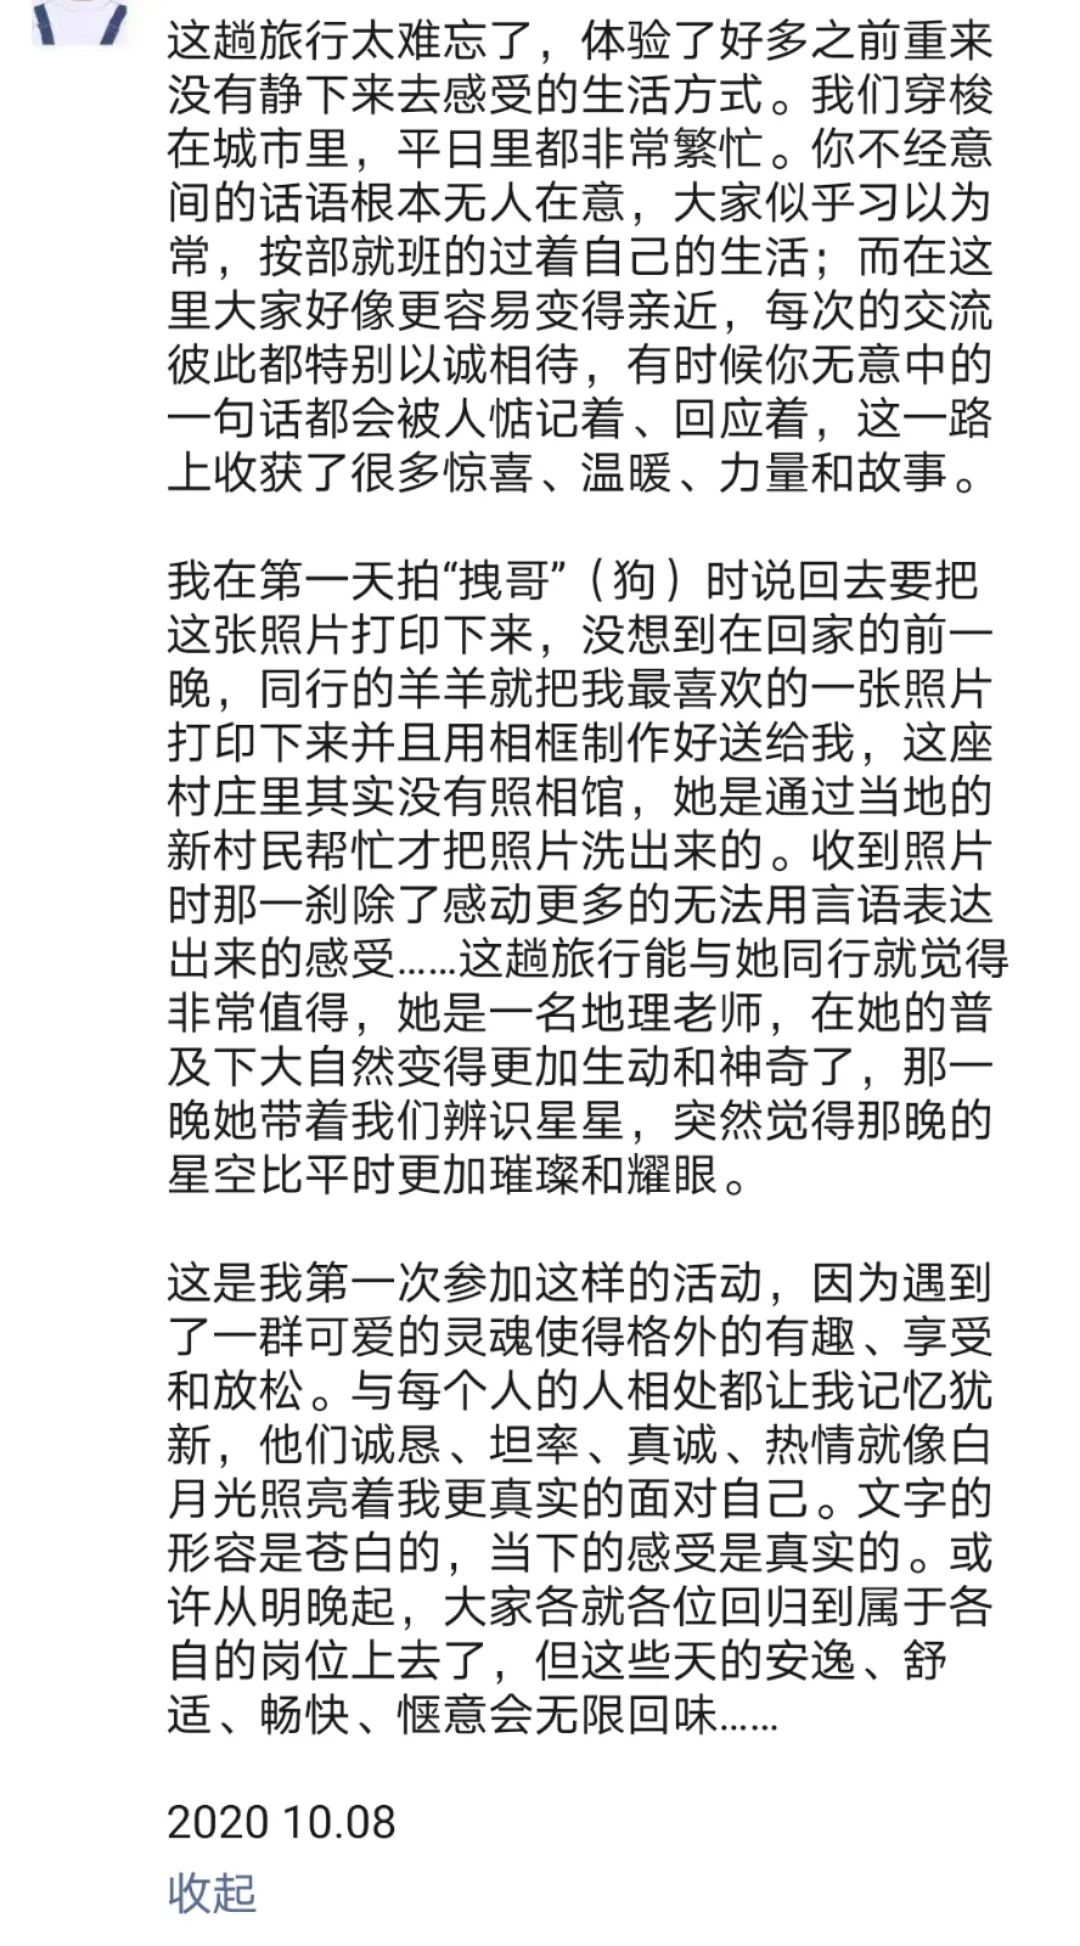 这趟旅行太难忘了，体验了好多之前重来
没有静下来去感受的生活方式。我们穿梭
在城市里，平日里都非常繁忙。你不经意
间的话语根本无人在意，大家似乎习以为
常，按部就班的过着自己的生活；而在这
里大家好像更容易变得亲近，每次的交流
彼此都特别以诚相待，有时候你无意中的
一句话都会被人惦记着、回应着，这一路
上收获了很多惊喜、温暖、力量和故事。
我在第一天拍“拽哥”（狗）时说回去要把
这张照片打印下来，没想到在回家的前一
晚，同行的羊羊就把我最喜欢的一张照片
打印下来并且用相框制作好送给我，这座
村庄里其实没有照相馆，她是通过当地的
新村民帮忙才把照片洗出来的。收到照片
时那一刹除了感动更多的无法用言语表达
出来的感受……这趟旅行能与她同行就觉得
非常值得，她是一名地理老师，在她的普
及下大自然变得更加生动和神奇了，那一
晚她带着我们辨识星星，突然觉得那晚的
星空比平时更加璀璨和耀眼。
这是我第一次参加这样的活动，因为遇到
了一群可爱的灵魂使得格外的有趣、享受
和放松。与每个人的人相处都让我记忆犹
新，他们诚恳、坦率、真诚、热情就像白
月光照亮着我更真实的面对自己。文字的
形容是苍白的，当下的感受是真实的。或
许从明晚起，大家各就各位回归到属于各
自的岗位上去了，但这些天的安逸、舒
适、畅快、惬意会无限回味……
2020 10.08
收起